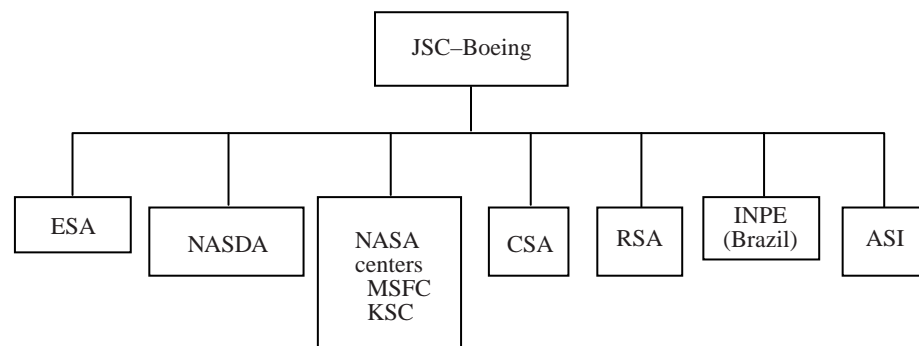 JSC–Boeing
ESA
NASDA
NASA
centers
MSFC
KSC
CSA
RSA
INPE
(Brazil)
ASI